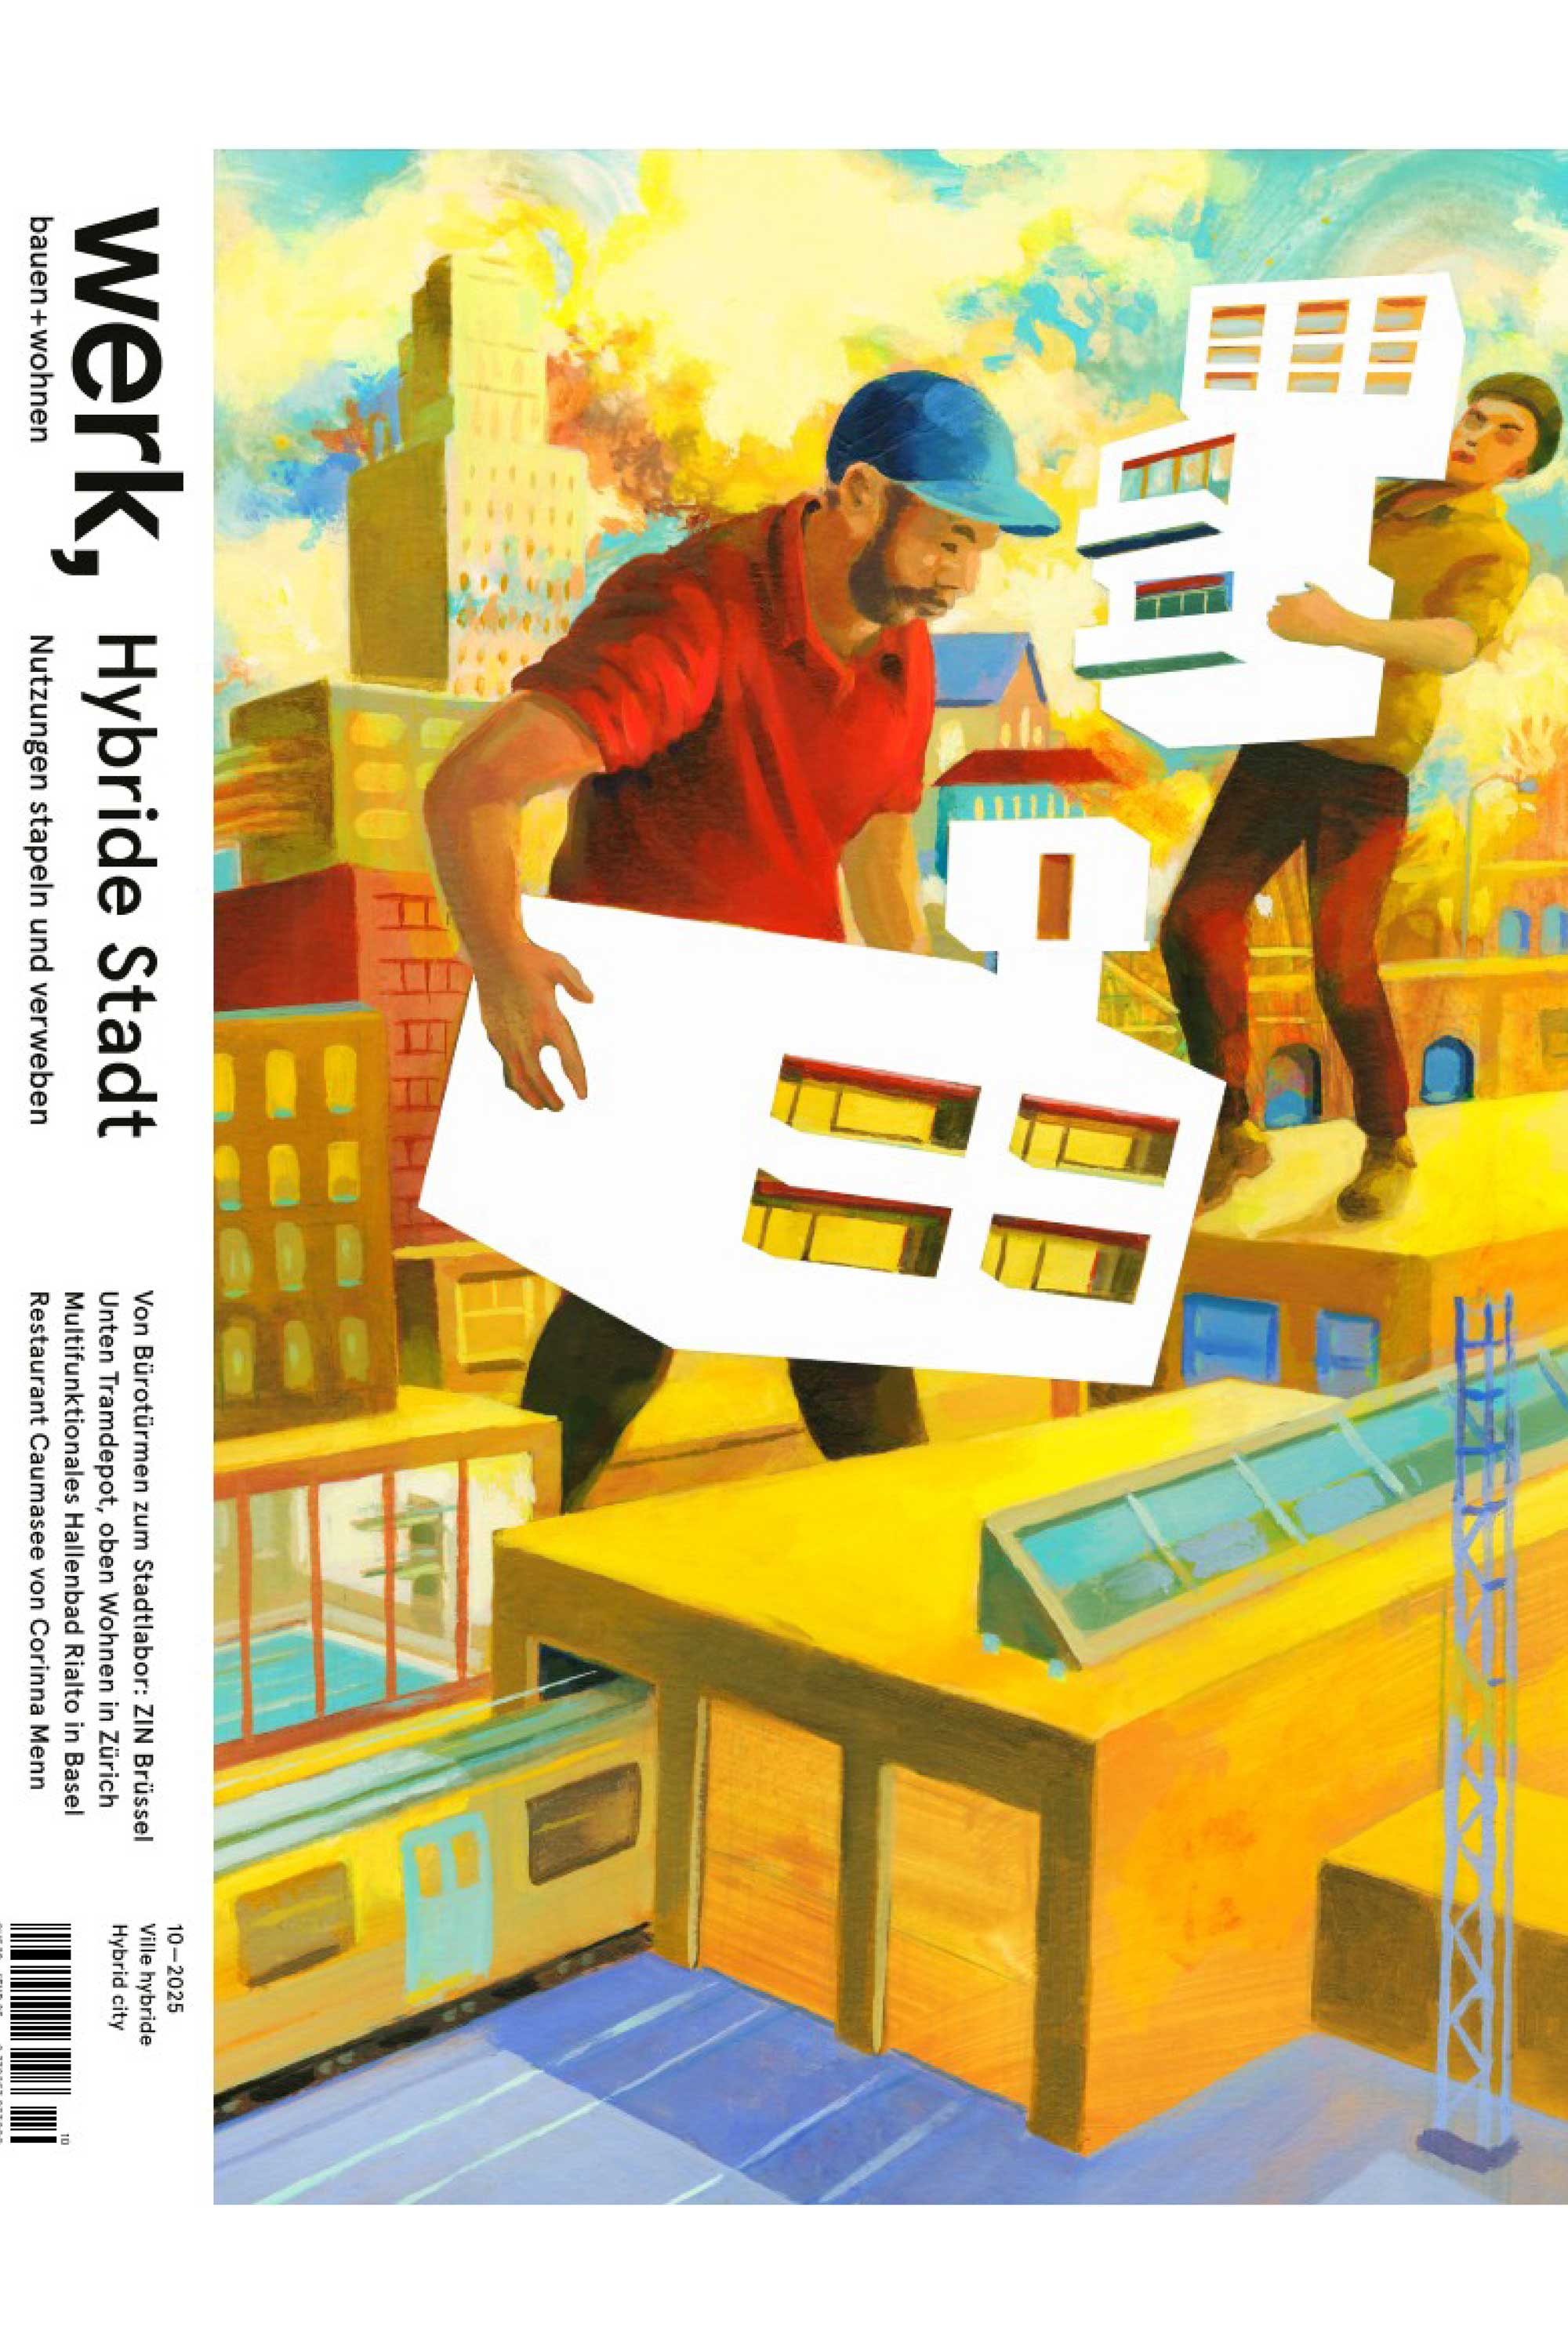 werk,
bauen+wohnen
Hybride Stadt
Nutzungen stapeln und verweben
Von Bürotürmen zum Stadtlabor: ZIN Brüssel
Unten Tramdepot, oben Wohnen in Zürich
Multifunktionales Hallenbad Rialto in Basel
Restaurant Caumasee von Corinna Menn
10—2025
Ville hybride
Hybrid city
10